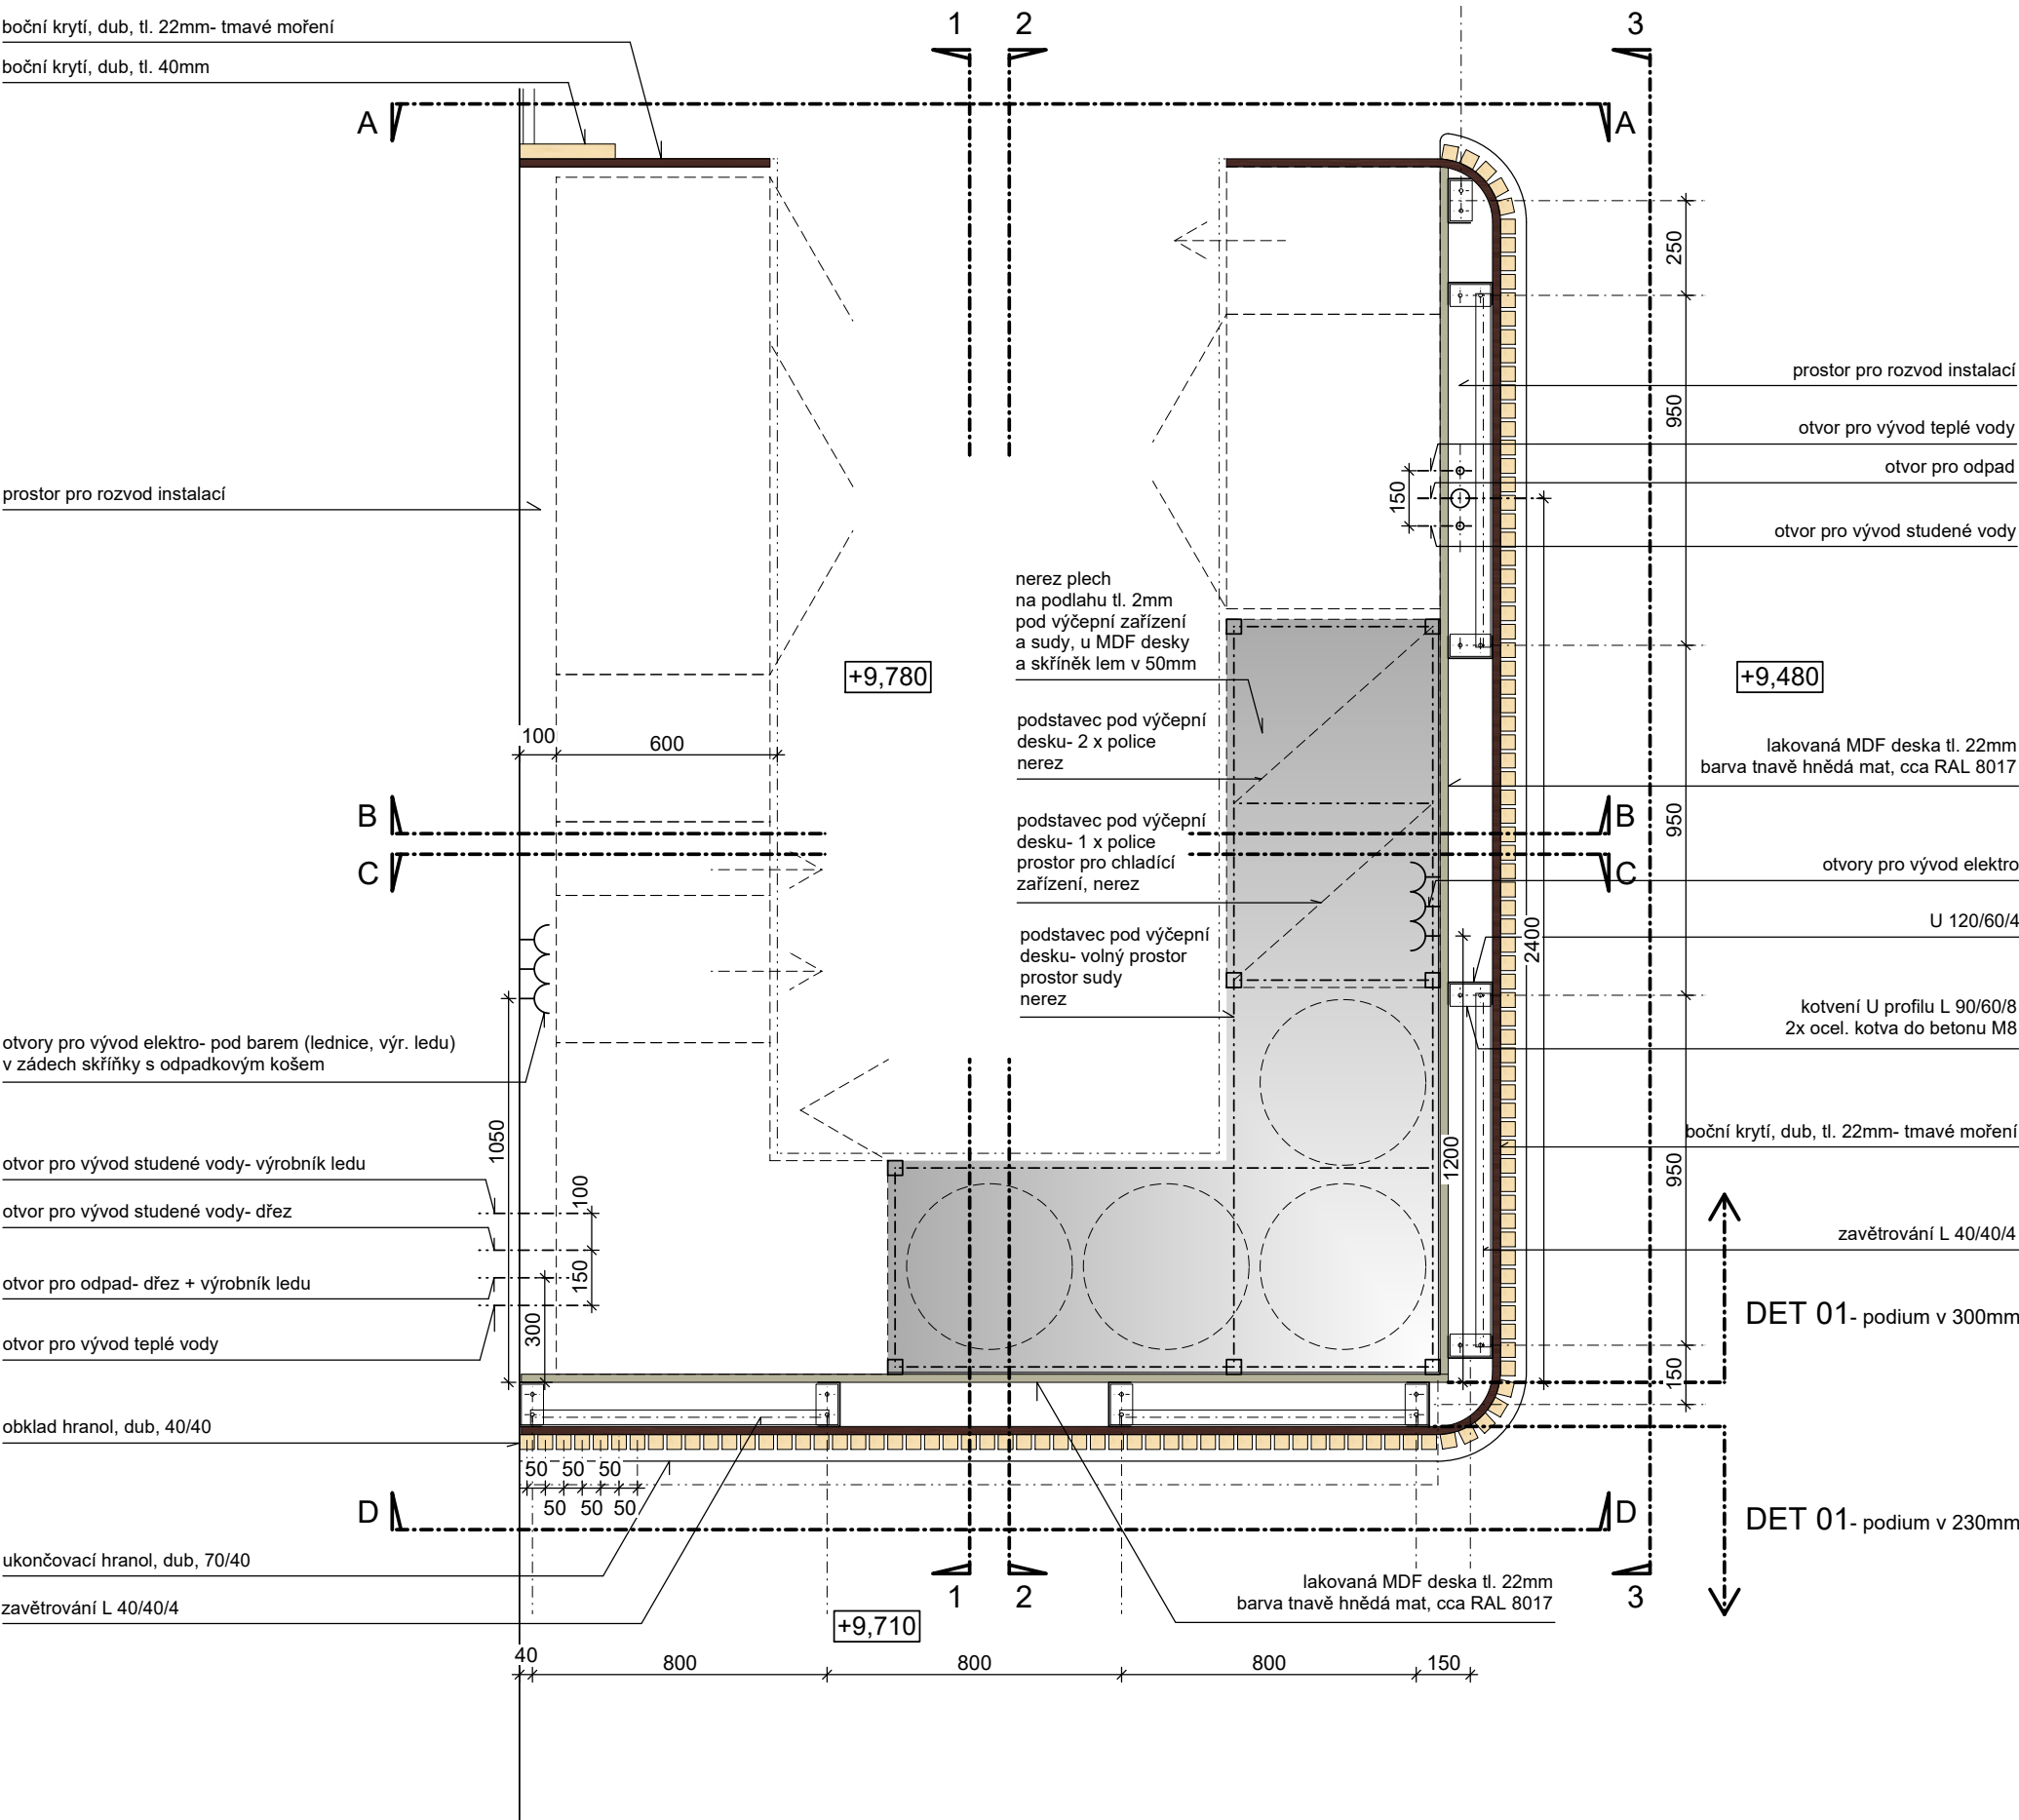 boční krytí, dub, tl. 22mm- tmavé moření
boční krytí, dub, tl. 40mm
1
2
3
A
A
250
prostor pro rozvod instalací
950
otvor pro vývod teplé vody
otvor pro odpad
150
otvor pro vývod studené vody
prostor pro rozvod instalací
nerez plech
na podlahu tl. 2mm
pod výčepní zařízení
a sudy, u MDF desky
a skříněk lem v 50mm
+9,780
+9,480
podstavec pod výčepní
desku- 2 x police
nerez
100
600
lakovaná MDF deska tl. 22mm
barva tnavě hnědá mat, cca RAL 8017
B
B
950
podstavec pod výčepní
desku- 1 x police
prostor pro chladící
zařízení, nerez
C
C
otvory pro vývod elektro
U 120/60/4
2400
podstavec pod výčepní
desku- volný prostor
prostor sudy
nerez
kotvení U profilu L 90/60/8
2x ocel. kotva do betonu M8
otvory pro vývod elektro- pod barem (lednice, výr. ledu)
v zádech skříňky s odpadkovým košem
1050
boční krytí, dub, tl. 22mm- tmavé moření
1200
950
otvor pro vývod studené vody- výrobník ledu
100
otvor pro vývod studené vody- dřez
zavětrování L 40/40/4
otvor pro odpad- dřez + výrobník ledu
150
300
DET 01- podium v 300mm
otvor pro vývod teplé vody
150
obklad hranol, dub, 40/40
50 50 50
50 50 50
D
D
DET 01- podium v 230mm
ukončovací hranol, dub, 70/40
zavětrování L 40/40/4
1
2
3
lakovaná MDF deska tl. 22mm
barva tnavě hnědá mat, cca RAL 8017
+9,710
40
800
800
800
150